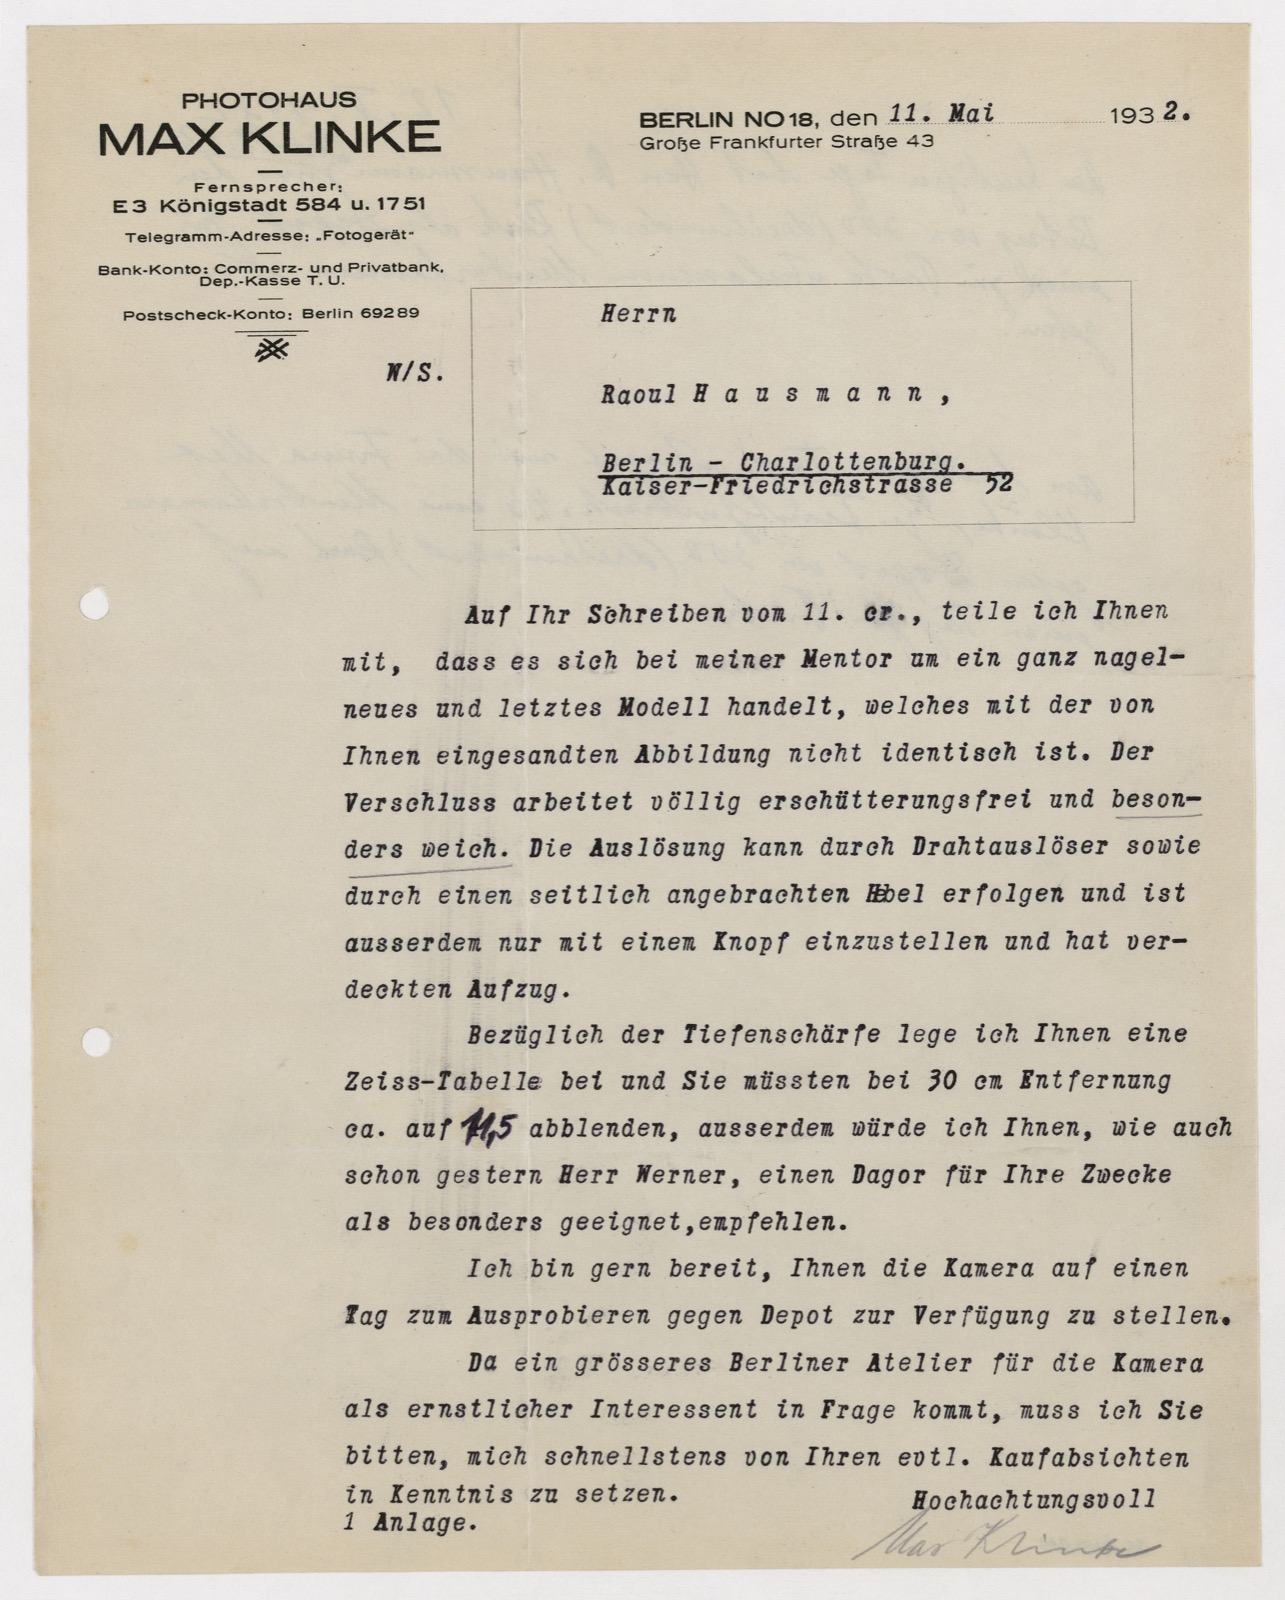 PHOTOHAUS
MAX KLINKE
Fernsprecher:
E3 Königstadt 584 u. 1751
Telegramm-Adresse: „Fotogerät“
Bank-Konto: Commerz- und Privatbank,
Dep.-Kasse T. U.
Postscheck-Konto: Berlin 69289
BERLIN NO 18, den 11. Mai 1932.
Große Frankfurter Straße 43
W/S.
Herrn
Raoul H a u s m a n n ,
Berlin - Charlottenburg.
Kaiser-Friedrichstrasse 52
Auf Ihr Schreiben vom 11. cr., teile ich Ihnen
mit, dass es sich bei meiner Mentor um ein ganz nagel-
neues und letztes Modell handelt, welches mit der von
Ihnen eingesandten Abbildung nicht identisch ist. Der
Verschluss arbeitet völlig erschütterungsfrei und beson-
ders weich. Die Auslösung kann durch Drahtauslöser sowie
durch einen seitlich angebrachten Hebel erfolgen und ist
ausserdem nur mit einem Knopf einzustellen und hat ver-
deckten Aufzug.
Bezüglich der Tiefenschärfe lege ich Ihnen eine
Zeiss-Tabelle bei und Sie müssten bei 30 cm Entfernung
ca. auf 11,5 abblenden, ausserdem würde ich Ihnen, wie auch
schon gestern Herr Werner, einen Dagor für Ihre Zwecke
als besonders geeignet,empfehlen.
Ich bin gern bereit, Ihnen die Kamera auf einen
Tag zum Ausprobieren gegen Depot zur Verfügung zu stellen.
Da ein grösseres Berliner Atelier für die Kamera
als ernstlicher Interessent in Frage kommt, muss ich Sie
bitten, mich schnellstens von Ihren evtl. Kaufabsichten
in Kenntnis zu setzen.
Hochachtungsvoll
1 Anlage.
Max Klinke